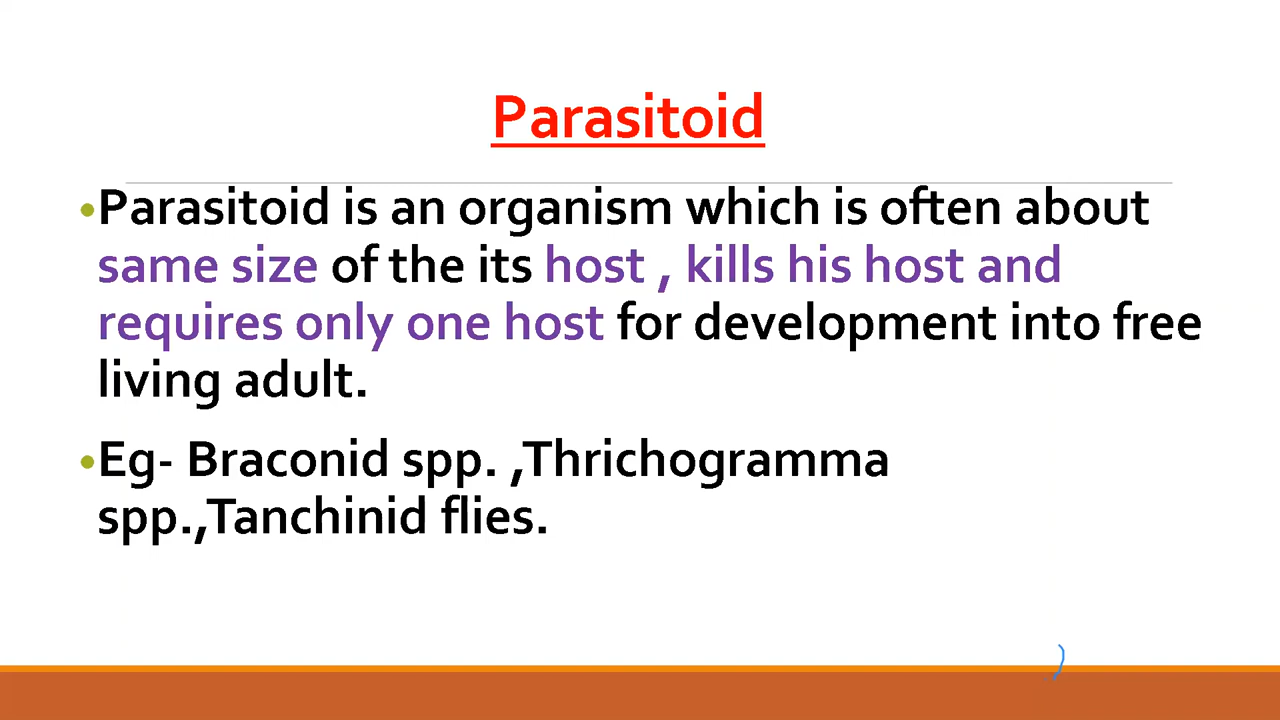 Parasitoid
•Parasitoid is an organism which is often about
same size of the its host , kills his host and
requires only one host for development into free
living adult.
•Eg- Braconid spp. ,Thrichogramma
spp.,Tanchinid flies.